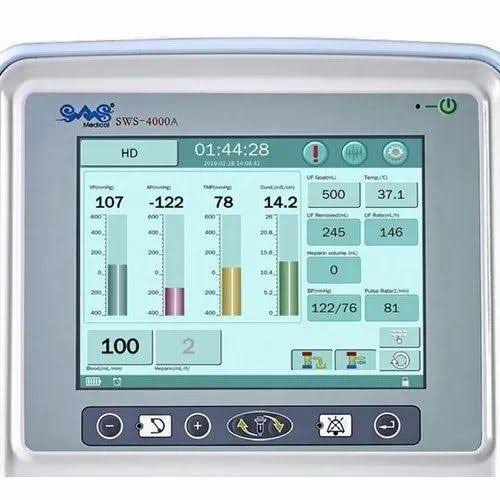 SWS
Medical SWS-4000A
HD 01:44:28
2019-02-28 14:06:42
VP(mmHg) AP(mmHg) TMP(mmHg) Cond.(mS/cm)
107 -122 78 14.2
UF Goal(mL) Temp.(℃)
500 37.1
UF Removed(mL) UF Rate(mL/h)
245 146
Heparin volume (mL)
0
BP(mmHg) Pulse Rate(1/min)
122/76 81
600 600 600 26
400 400 400 20.8
200 200 200 15.6
0 0 0 10.4
200 200 200 5.2
400 400 400 0
100 2
Blood(mL/min) Heparin(mL/h)